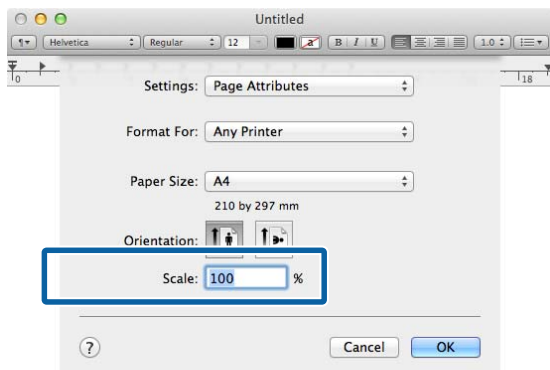 Untitled
¶ Helvetica Regular 12 a B I U 1.0
0 18
Settings: Page Attributes
Format For: Any Printer
Paper Size: A4
210 by 297 mm
Orientation:
Scale: 100 %
? Cancel OK